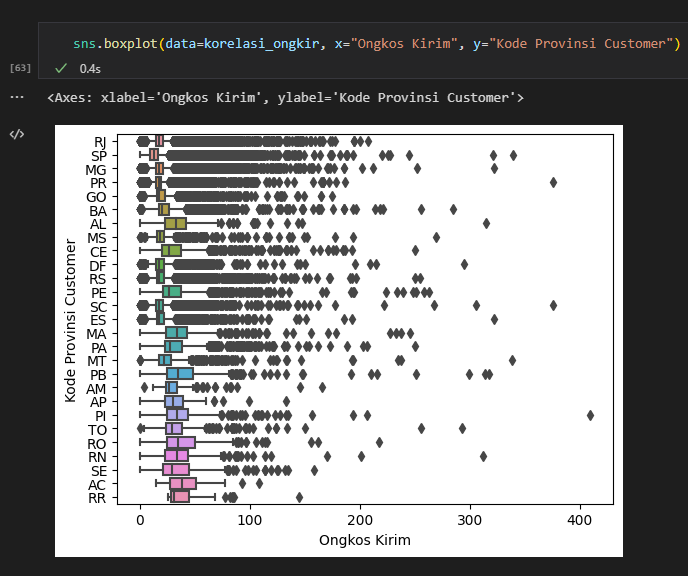 sns.boxplot(data=korelasi_ongkir, x="Ongkos Kirim", y="Kode Provinsi Customer")
[63]
0.4s
...
<Axes: xlabel='Ongkos Kirim', ylabel='Kode Provinsi Customer'>
</>
Kode Provinsi Customer
RJ
SP
MG
PR
GO
BA
AL
MS
CE
DF
RS
PE
SC
ES
MA
PA
MT
PB
AM
AP
PI
TO
RO
RN
SE
AC
RR
0 100 200 300 400
Ongkos Kirim